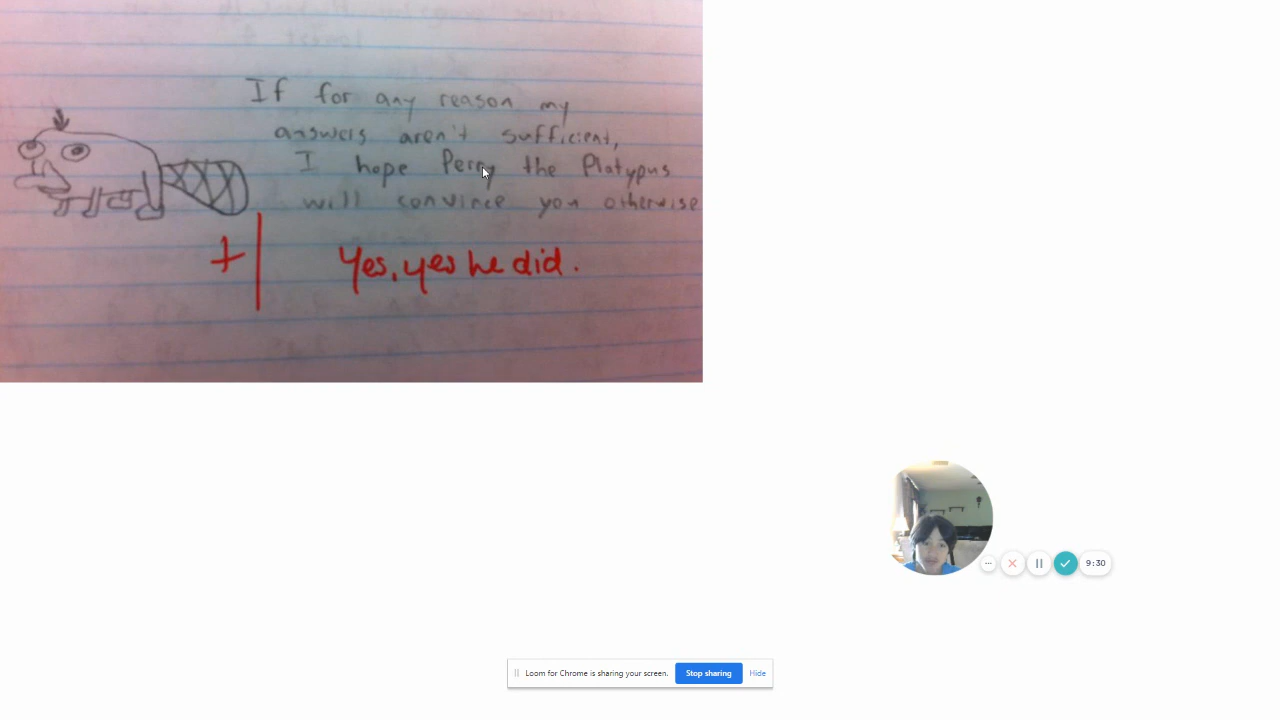 If for any reason my
answers aren't sufficient,
I hope Perry the Platypus
will convince you otherwise
+1 Yes, yes he did.
9:30
Loom for Chrome is sharing your screen. Stop sharing Hide